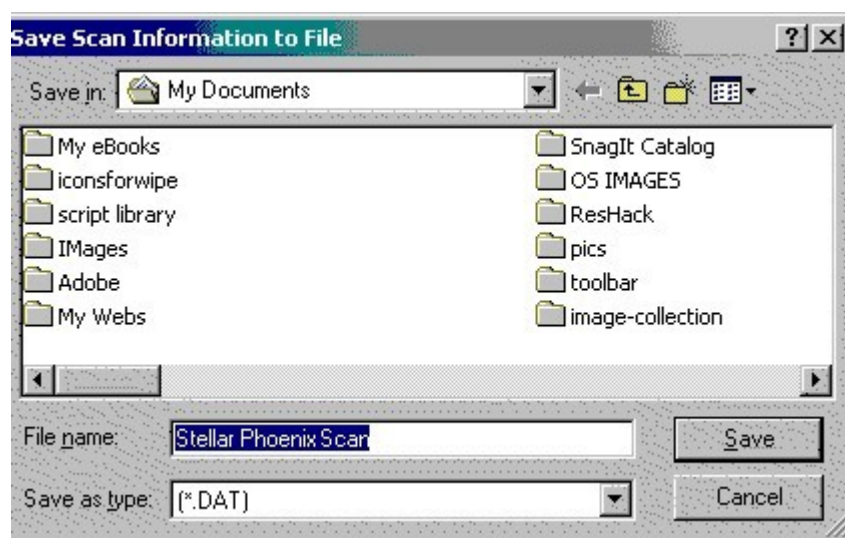 Save Scan Information to File
Save in: My Documents
My eBooks
iconsforwipe
script library
IMages
Adobe
My Webs
SnagIt Catalog
OS IMAGES
ResHack
pics
toolbar
image-collection
File name: Stellar Phoenix Scan
Save
Save as type: (*.DAT)
Cancel